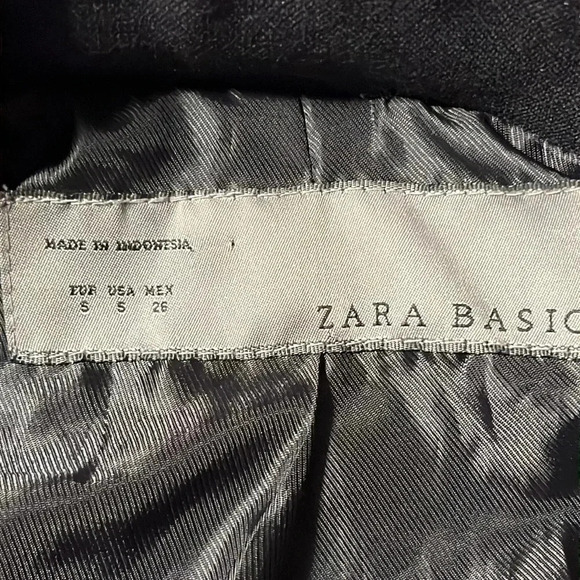 MADE IN INDONESIA
EUR USA MEX
S S 26
ZARA BASIC